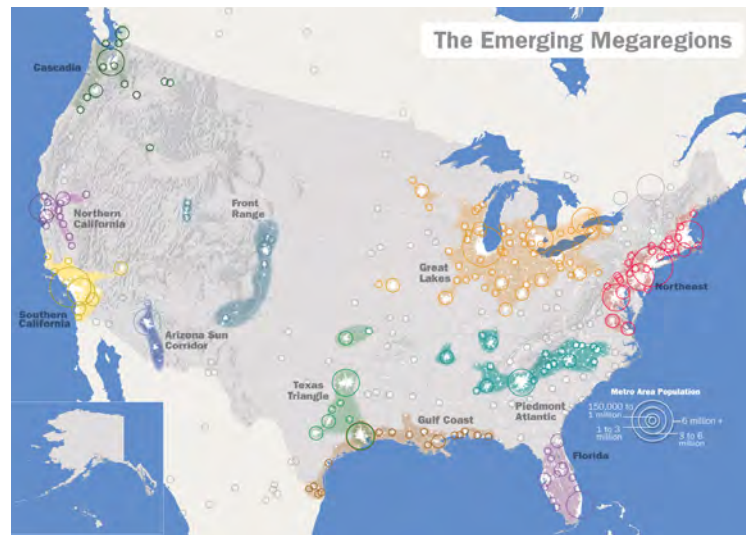 The Emerging Megaregions
Cascadia
Northern
California
Front
Range
Great
Lakes
Northeast
Southern
California
Arizona Sun
Corridor
Texas
Triangle
Gulf Coast
Piedmont
Atlantic
Florida
Metro Area Population
150,000 to
1 million
1 to 3
million
6 million +
3 to 6
million